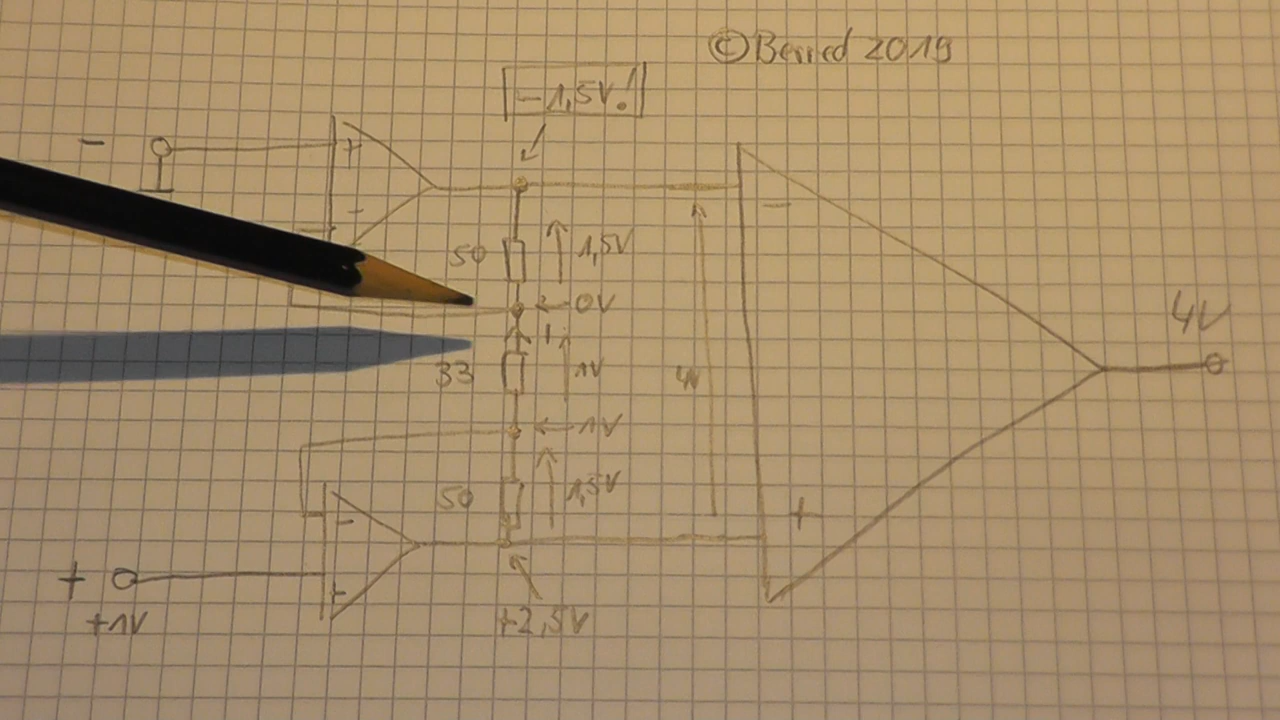 © Bernd 2019
-1,5V!
-
+
-
-
50
1,5V
0V
4V
I
33
1V
4V
1V
50
1,5V
-
+
+
+
+1V
+2,5V